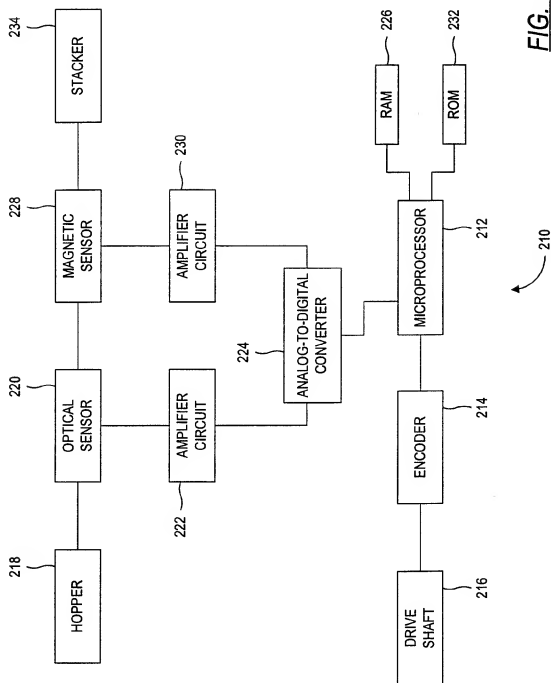 218
HOPPER
220
OPTICAL
SENSOR
228
MAGNETIC
SENSOR
234
STACKER
222
AMPLIFIER
CIRCUIT
230
AMPLIFIER
CIRCUIT
224
ANALOG-TO-DIGITAL
CONVERTER
DRIVE
SHAFT
216
ENCODER
214
MICROPROCESSOR
212
RAM
226
ROM
232
210
FIG.